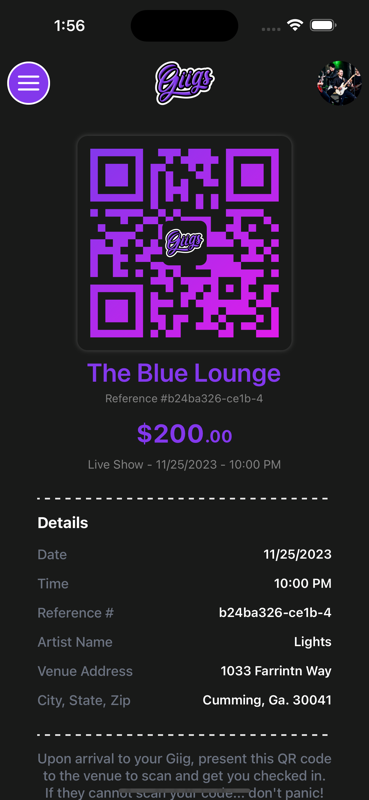 1:56
Giigs
Giigs
The Blue Lounge
Reference #b24ba326-ce1b-4
$200.00
Live Show - 11/25/2023 - 10:00 PM
Details
Date 11/25/2023
Time 10:00 PM
Reference # b24ba326-ce1b-4
Artist Name Lights
Venue Address 1033 Farrintn Way
City, State, Zip Cumming, Ga. 30041
Upon arrival to your Giig, present this QR code
to the venue to scan and get you checked in.
If they cannot scan your code... don't panic!